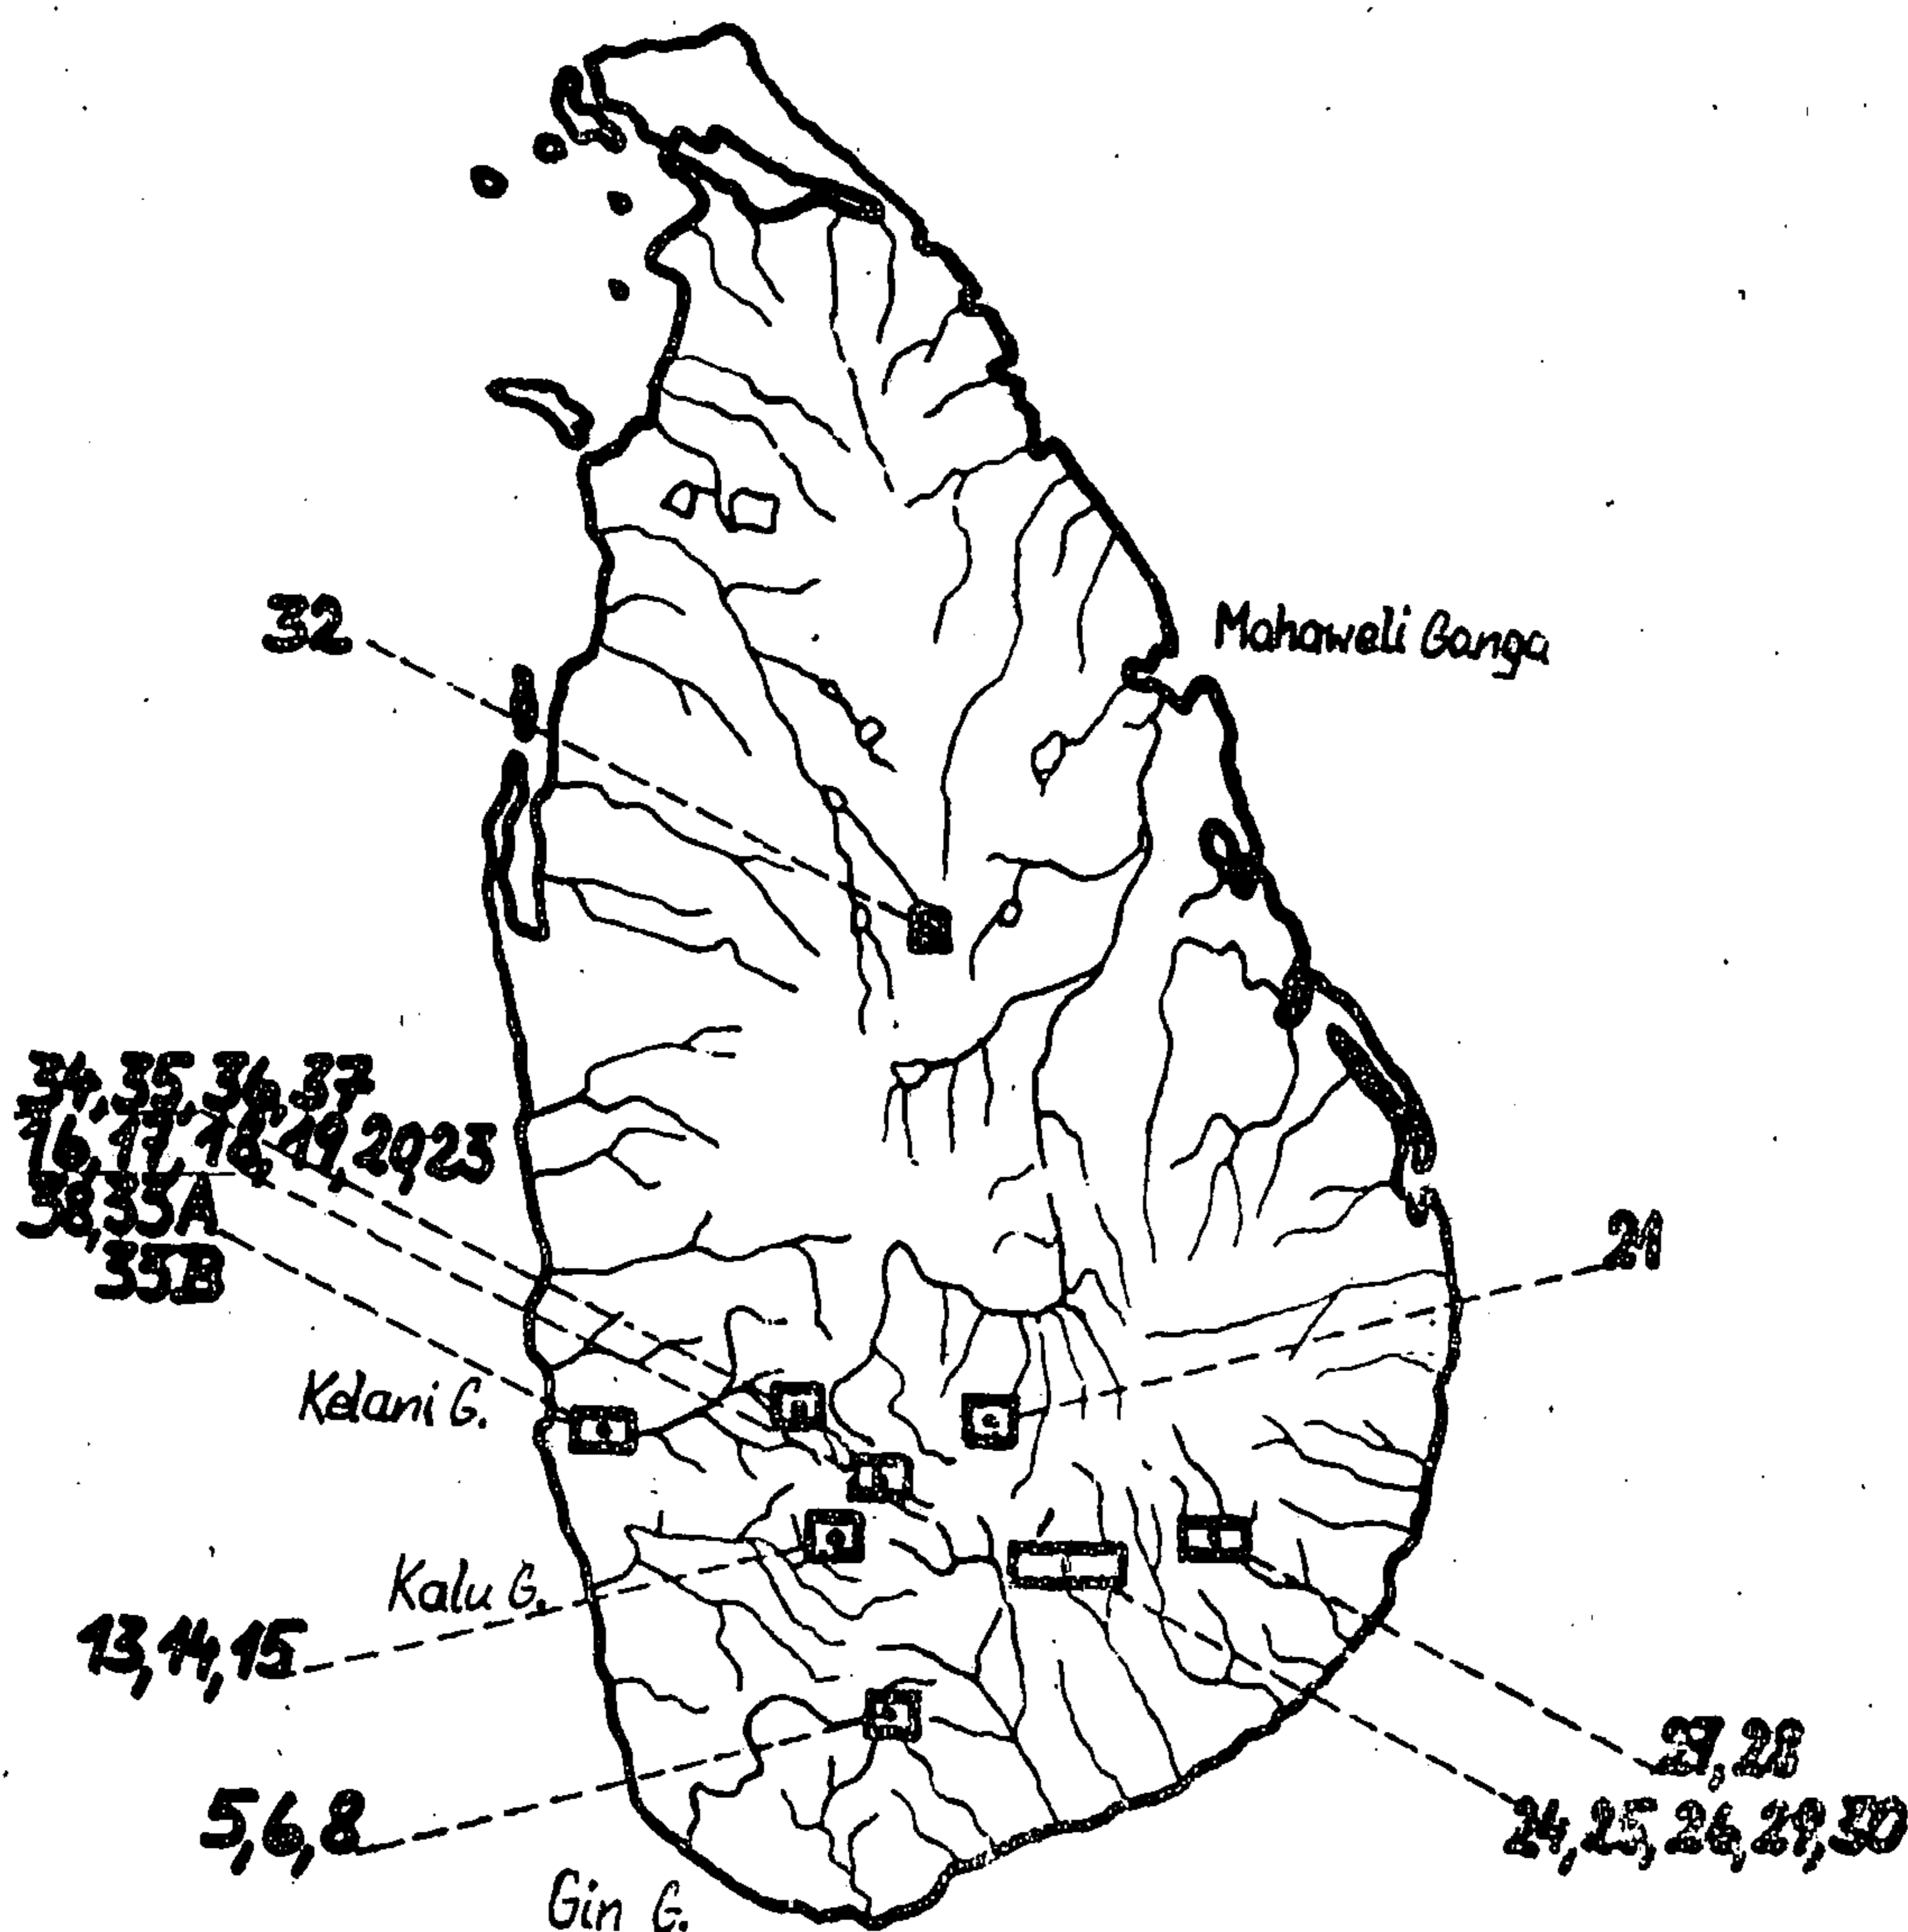 32
Mahaweli Ganga
34,35,36,37
16,17,18,19,20,23
38,33A
33B
21
Kelani G.
Kalu G.
13,14,15
27,28
5,6,8
24,25,26,29,30
Gin G.